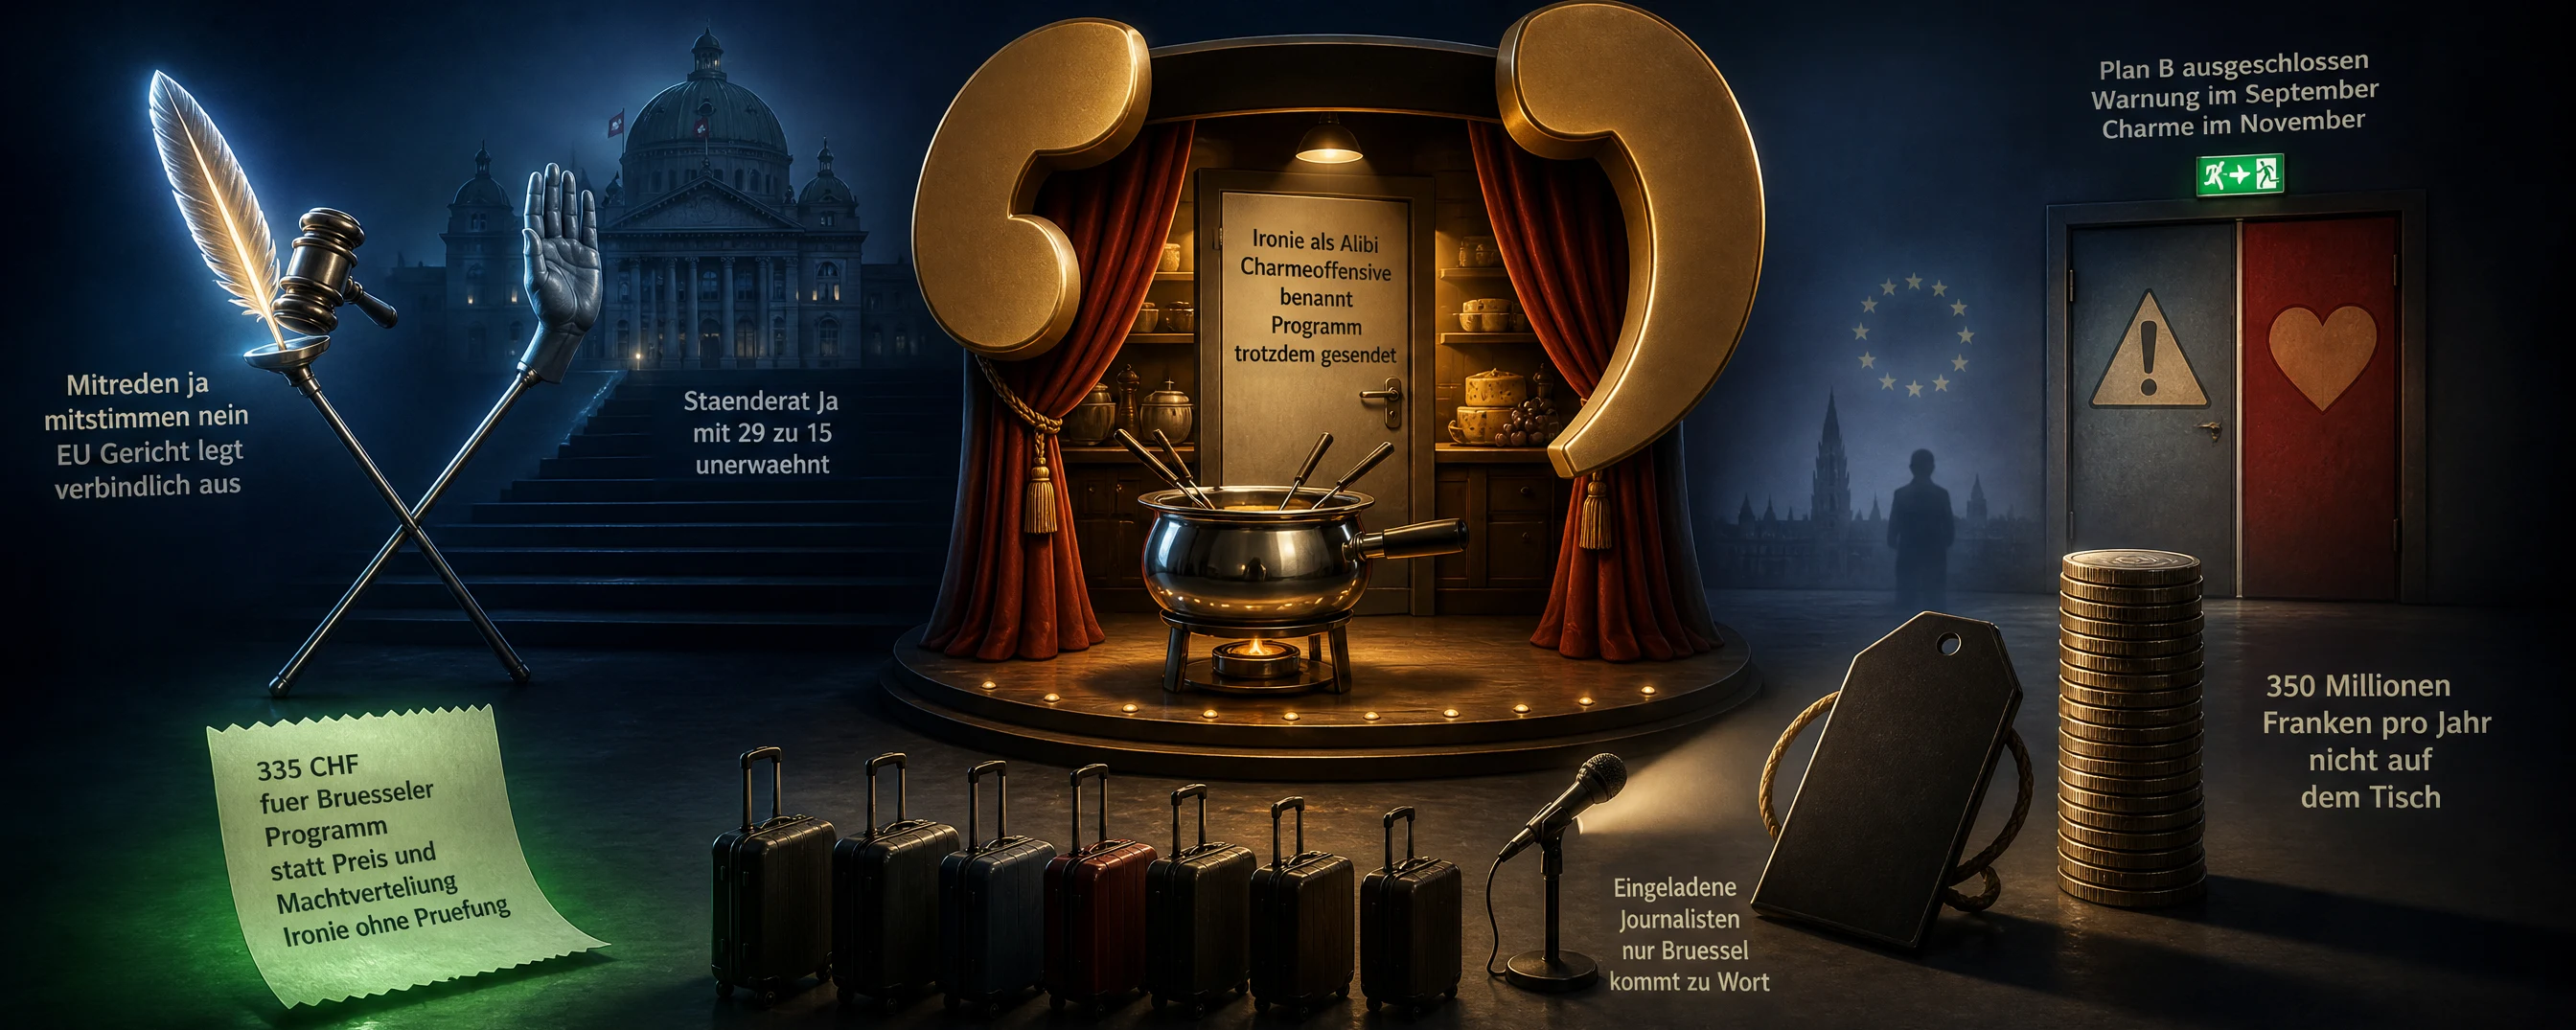 Plan B ausgeschlossen
Warnung im September
Charme im November
Ironie als Alibi
Charmeoffensive
benannt
Programm
trotzdem gesendet
Mitreden ja
mitstimmen nein
EU Gericht legt
verbindlich aus
Staenderat Ja
mit 29 zu 15
unerwaehnt
335 CHF
fuer Bruesseler
Programm
statt Preis und
Machtverteliung
Ironie ohne Pruefung
Eingeladene
Journalisten
nur Bruessel
kommt zu Wort
350 Millionen
Franken pro Jahr
nicht auf
dem Tisch